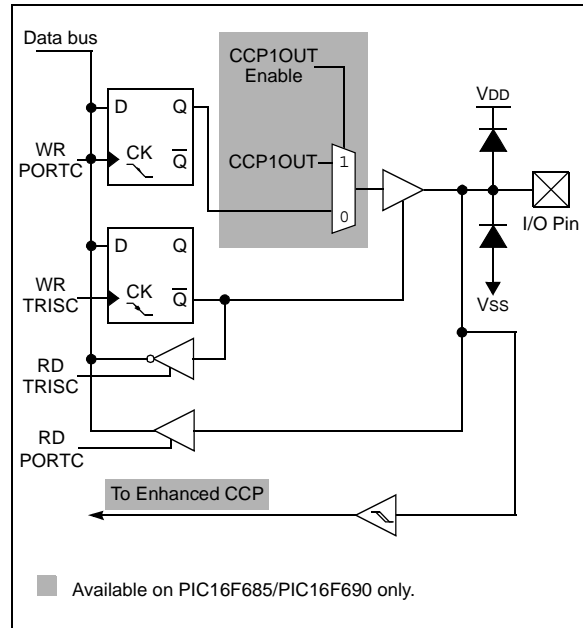 Data bus
CCP1OUT
Enable
VDD
D Q
WR
PORTC
CK Q
CCP1OUT
1
0
I/O Pin
D Q
VSS
WR
TRISC
CK Q
RD
TRISC
RD
PORTC
To Enhanced CCP
Available on PIC16F685/PIC16F690 only.